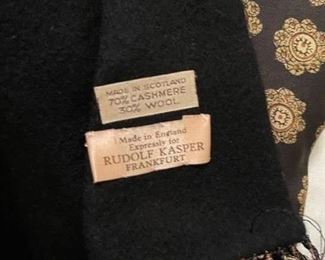 MADE IN SCOTLAND
70% CASHMERE
30% WOOL
Made in England
Expressly for
RUDOLF KASPER
FRANKFURT